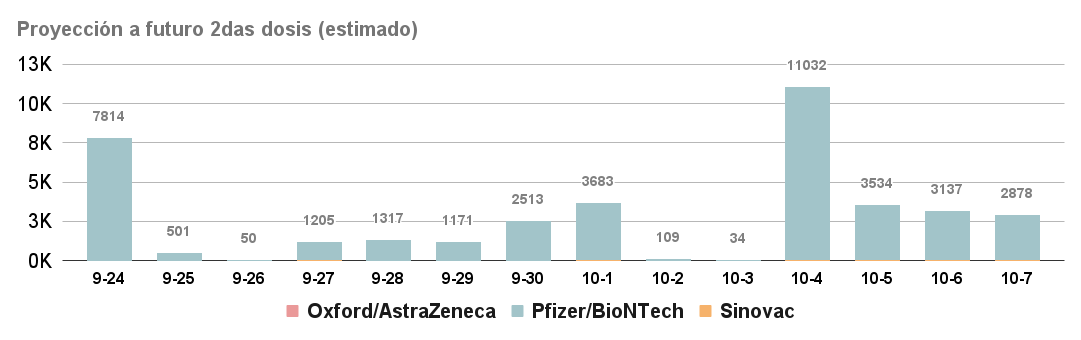 Proyección a futuro 2das dosis (estimado)
13K
10K
8K
5K
3K
0K
7814
501
50
1205
1317
1171
2513
3683
109
34
11032
3534
3137
2878
9-24
9-25
9-26
9-27
9-28
9-29
9-30
10-1
10-2
10-3
10-4
10-5
10-6
10-7
Oxford/AstraZeneca
Pfizer/BioNTech
Sinovac